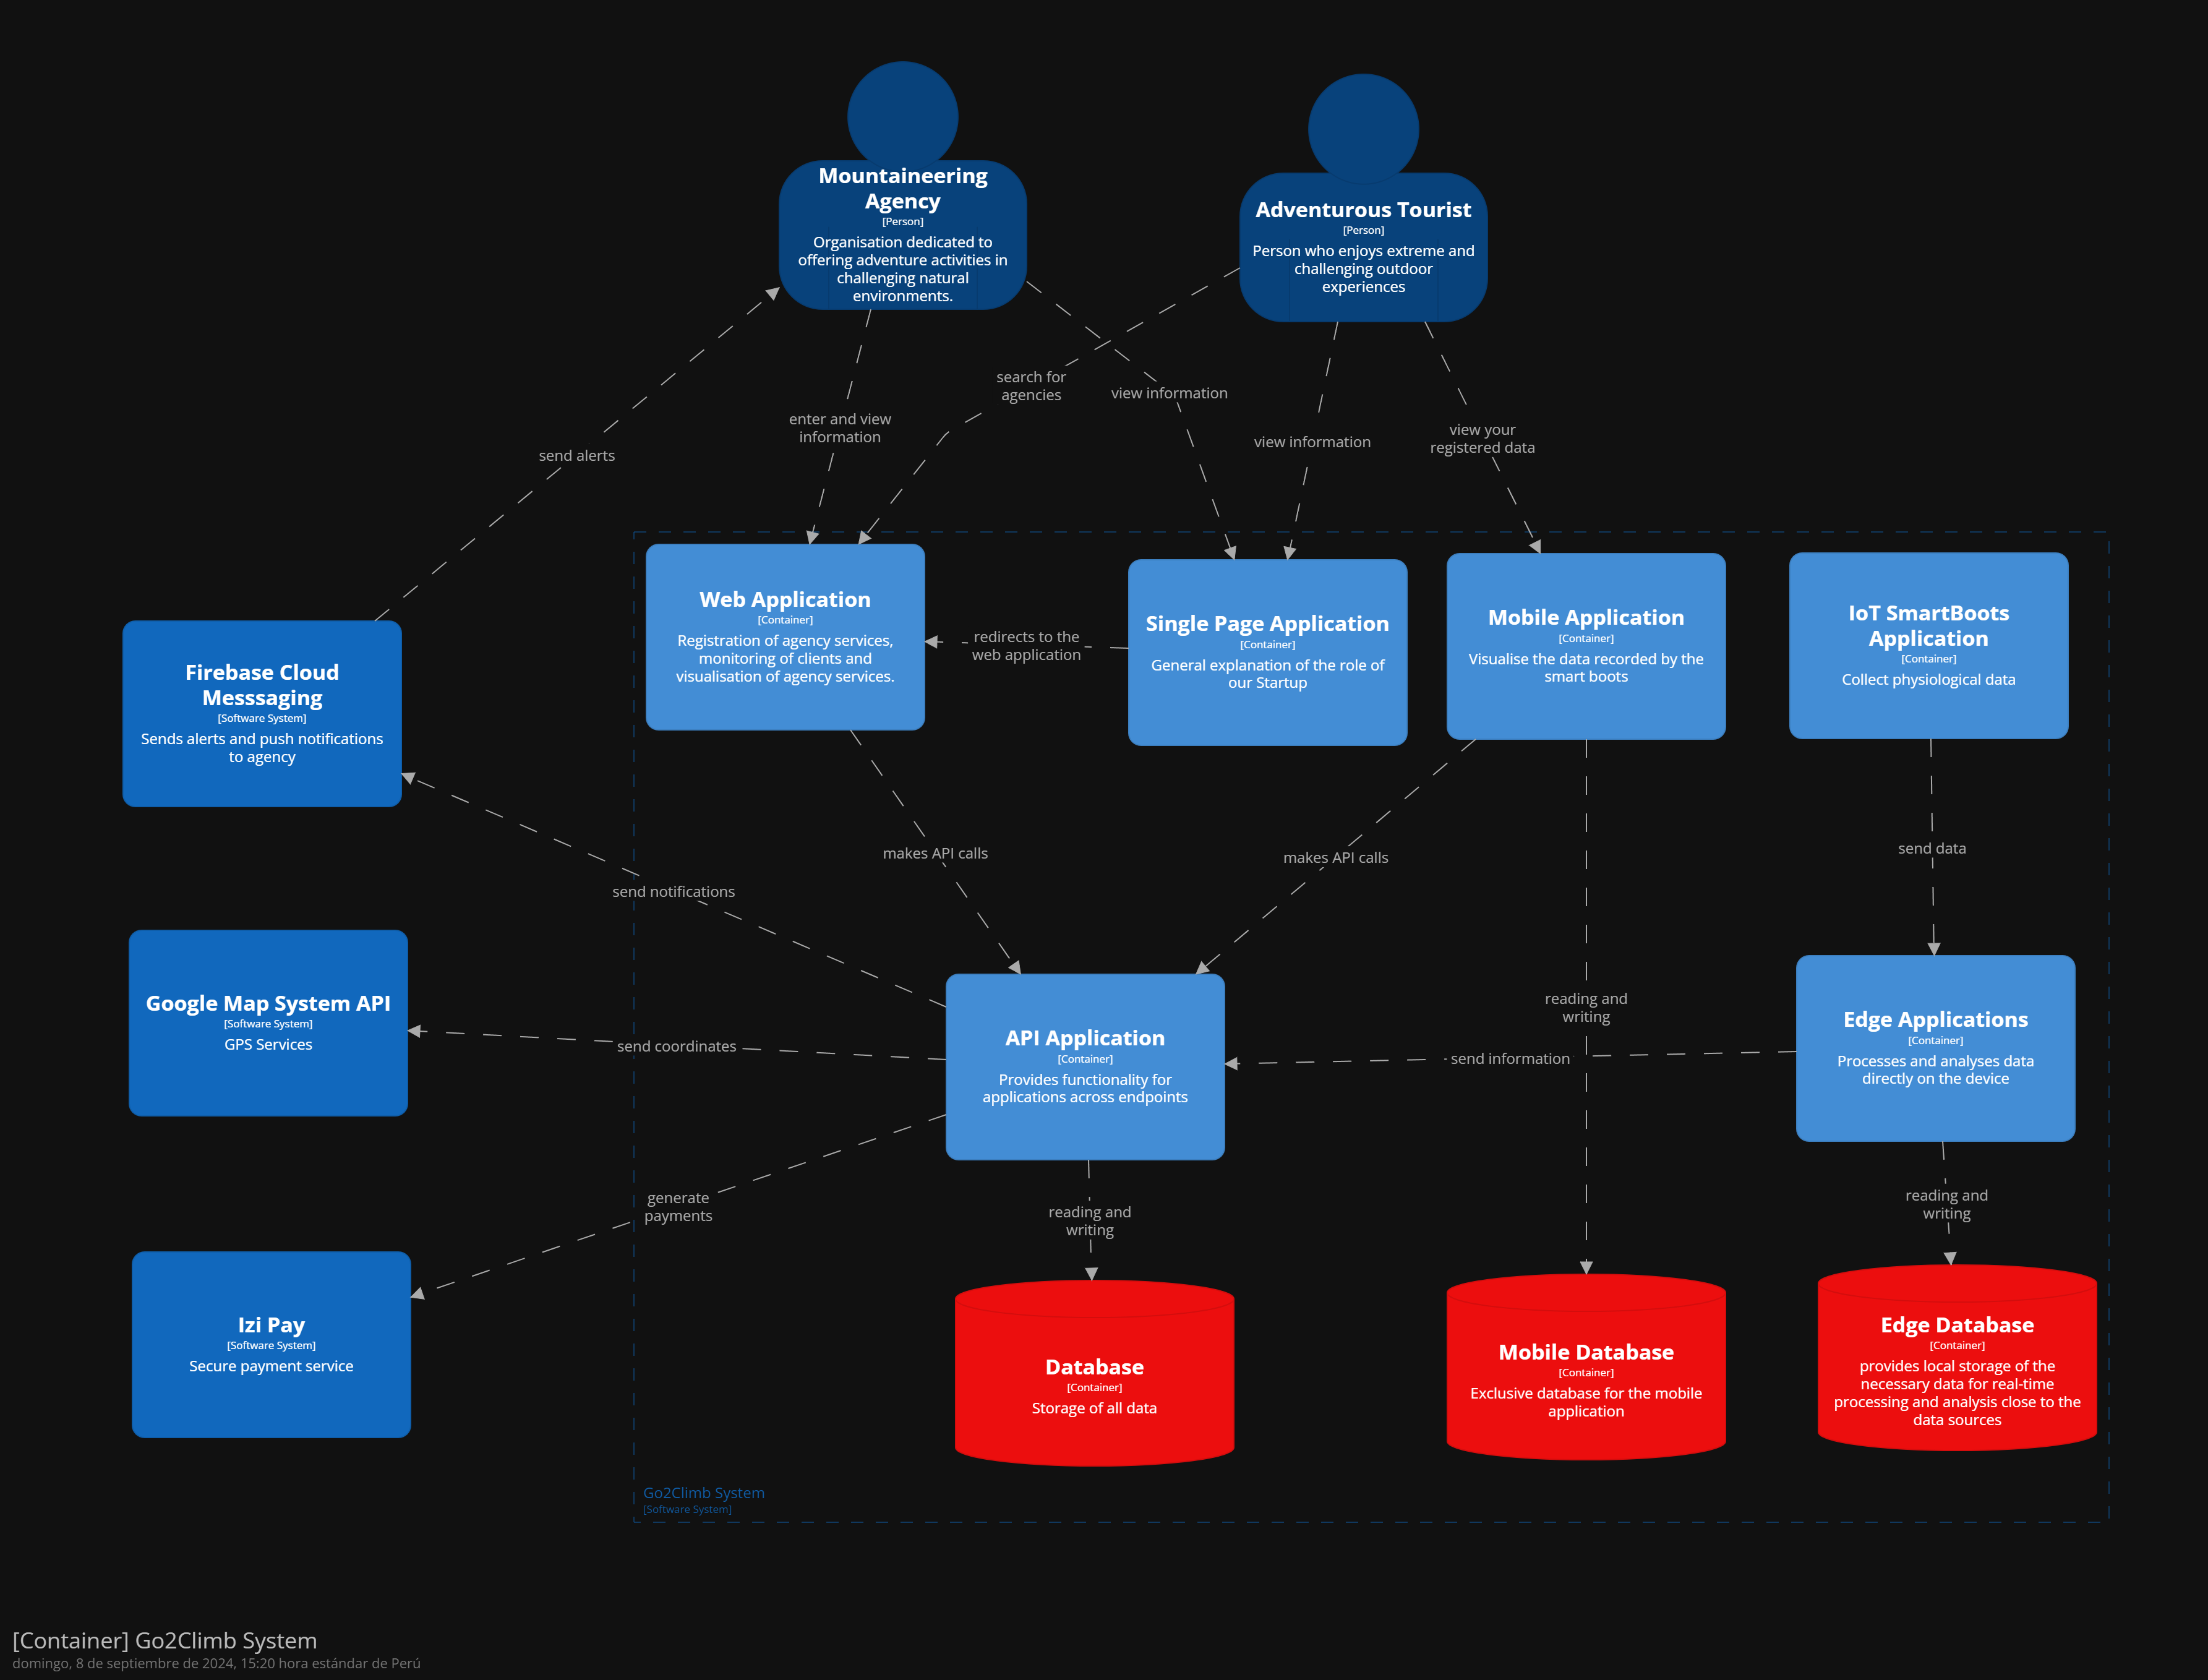 Mountaineering
Agency
[Person]
Organisation dedicated to
offering adventure activities in
challenging natural
environments.
Adventurous Tourist
[Person]
Person who enjoys extreme and
challenging outdoor
experiences
send alerts
enter and view
information
search for
agencies
view information
view information
view your
registered data
Firebase Cloud
Messsaging
[Software System]
Sends alerts and push notifications
to agency
Web Application
[Container]
Registration of agency services,
monitoring of clients and
visualisation of agency services.
redirects to the
web application
Single Page Application
[Container]
General explanation of the role of
our Startup
Mobile Application
[Container]
Visualise the data recorded by the
smart boots
IoT SmartBoots
Application
[Container]
Collect physiological data
send notifications
makes API calls
makes API calls
send data
Google Map System API
[Software System]
GPS Services
send coordinates
API Application
[Container]
Provides functionality for
applications across endpoints
send information
reading and
writing
Edge Applications
[Container]
Processes and analyses data
directly on the device
generate
payments
reading and
writing
reading and
writing
Izi Pay
[Software System]
Secure payment service
Database
[Container]
Storage of all data
Mobile Database
[Container]
Exclusive database for the mobile
application
Edge Database
[Container]
provides local storage of the
necessary data for real-time
processing and analysis close to the
data sources
Go2Climb System
[Software System]
[Container] Go2Climb System
domingo, 8 de septiembre de 2024, 15:20 hora estándar de Perú